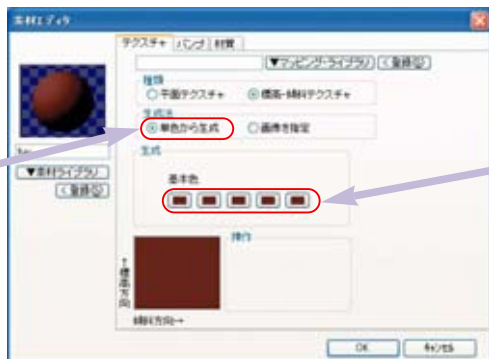 素材エディタ
テクスチャ バンプ 材質
▼マッピング・ライブラリ <登録(U)
種類
平面テクスチャ 標高・傾斜テクスチャ
生成法
単色から生成 画像を指定
生成
▼素材ライブラリ
<登録(S)
基本色
操作
↑標高方向
傾斜方向→
OK キャンセル